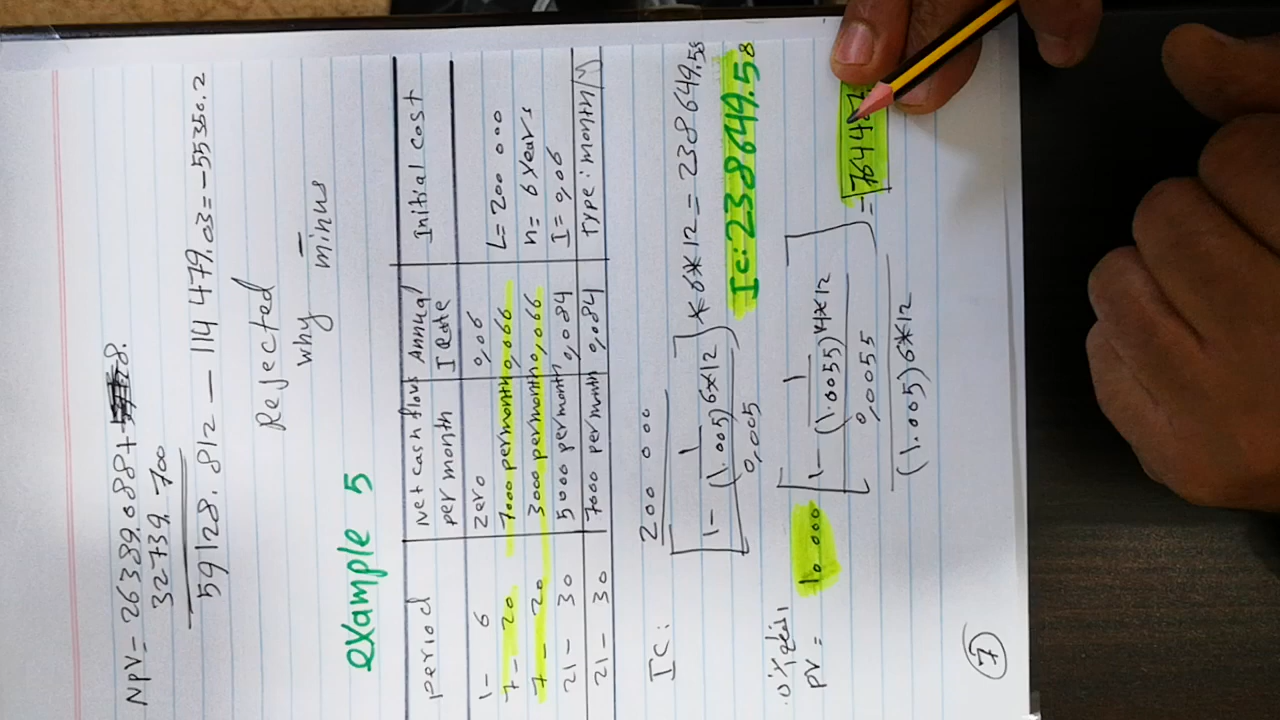 NPV = 26389.088 +
32739.700
59128.812 — 114479.03 = -55350.2
Rejected
why minus
example 5
period | Net cash flows per month | Annual I Rate | Initial cost
1 - 6 | zero | 0,06
7 - 20 | 7000 per month | 0,066 | L = 200 000
7 - 20 | 3000 per month | 0,066 | n = 6 years
21 - 30 | 5000 per month | 0,084 | I = 0,06
21 - 30 | 7000 per month | 0,084 | type: month
Ic:
200 000
[1 - 1/(1.005)6*12 / 0,005] * 6*12 = 238649.58
Ic: 238649.58
PV =
10.000 [1 - 1/(1.0055)4*12 / 0,0055]
(1.005)6*12
=
7